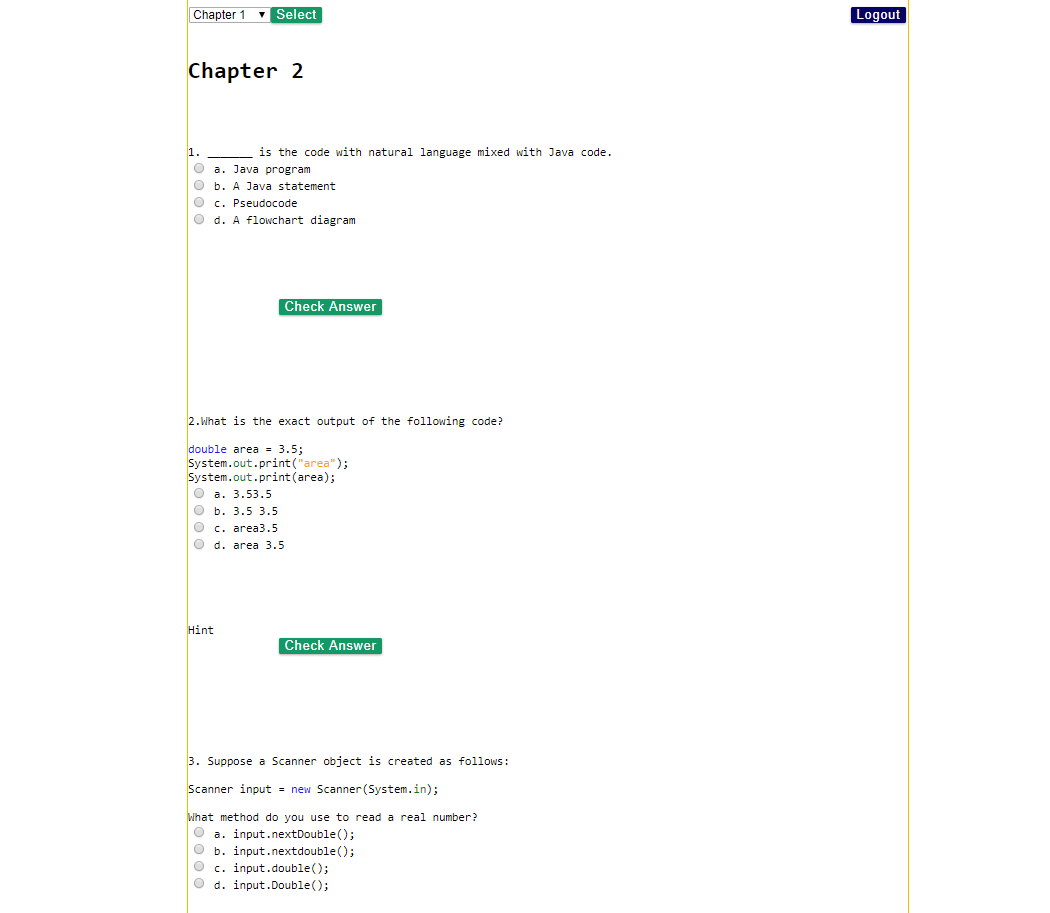 Chapter 1 Select Logout
Chapter 2
1. _______ is the code with natural language mixed with Java code.
a. Java program
b. A Java statement
c. Pseudocode
d. A flowchart diagram
Check Answer
2.What is the exact output of the following code?
double area = 3.5;
System.out.print("area");
System.out.print(area);
a. 3.53.5
b. 3.5 3.5
c. area3.5
d. area 3.5
Hint
Check Answer
3. Suppose a Scanner object is created as follows:
Scanner input = new Scanner(System.in);
What method do you use to read a real number?
a. input.nextDouble();
b. input.nextdouble();
c. input.double();
d. input.Double();